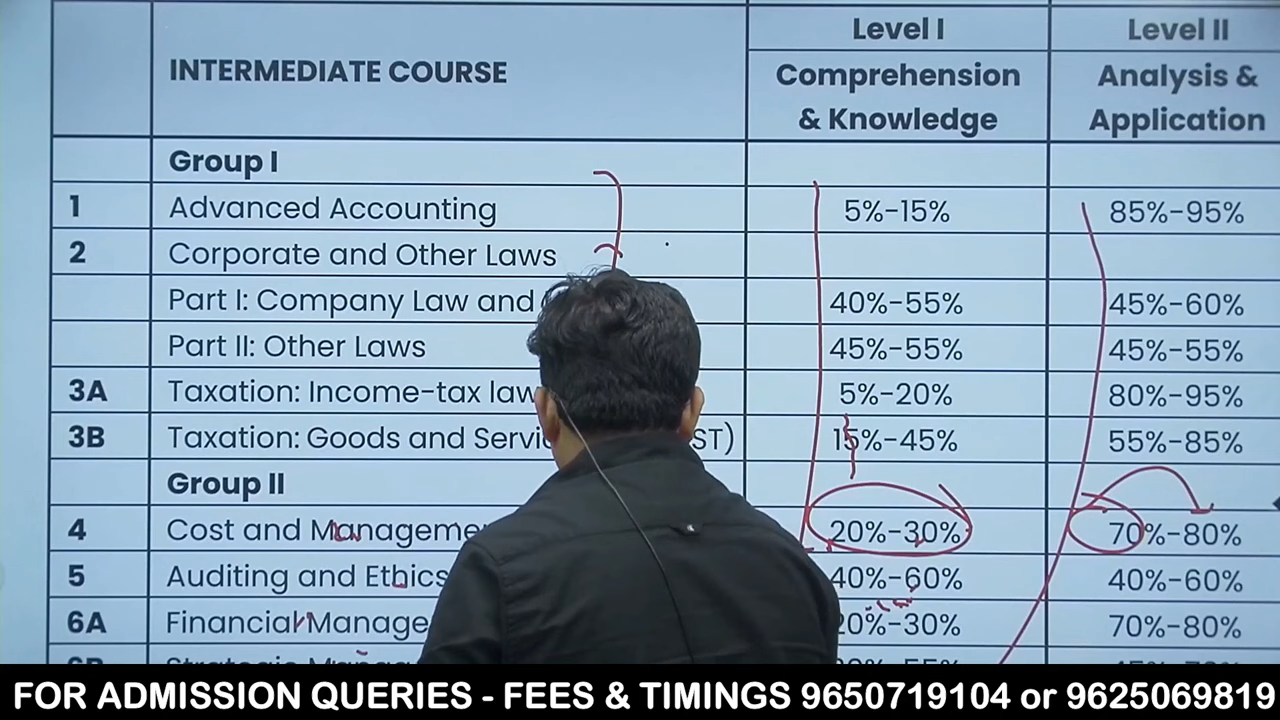 Level I Level II
INTERMEDIATE COURSE Comprehension & Knowledge Analysis & Application
Group I
1 Advanced Accounting 5%-15% 85%-95%
2 Corporate and Other Laws
Part I: Company Law and 40%-55% 45%-60%
Part II: Other Laws 45%-55% 45%-55%
3A Taxation: Income-tax law 5%-20% 80%-95%
3B Taxation: Goods and Servic ST) 15%-45% 55%-85%
Group II
4 Cost and Manageme 20%-30% 70%-80%
5 Auditing and Ethics 40%-60% 40%-60%
6A Financial Manage 20%-30% 70%-80%
FOR ADMISSION QUERIES - FEES & TIMINGS 9650719104 or 9625069819